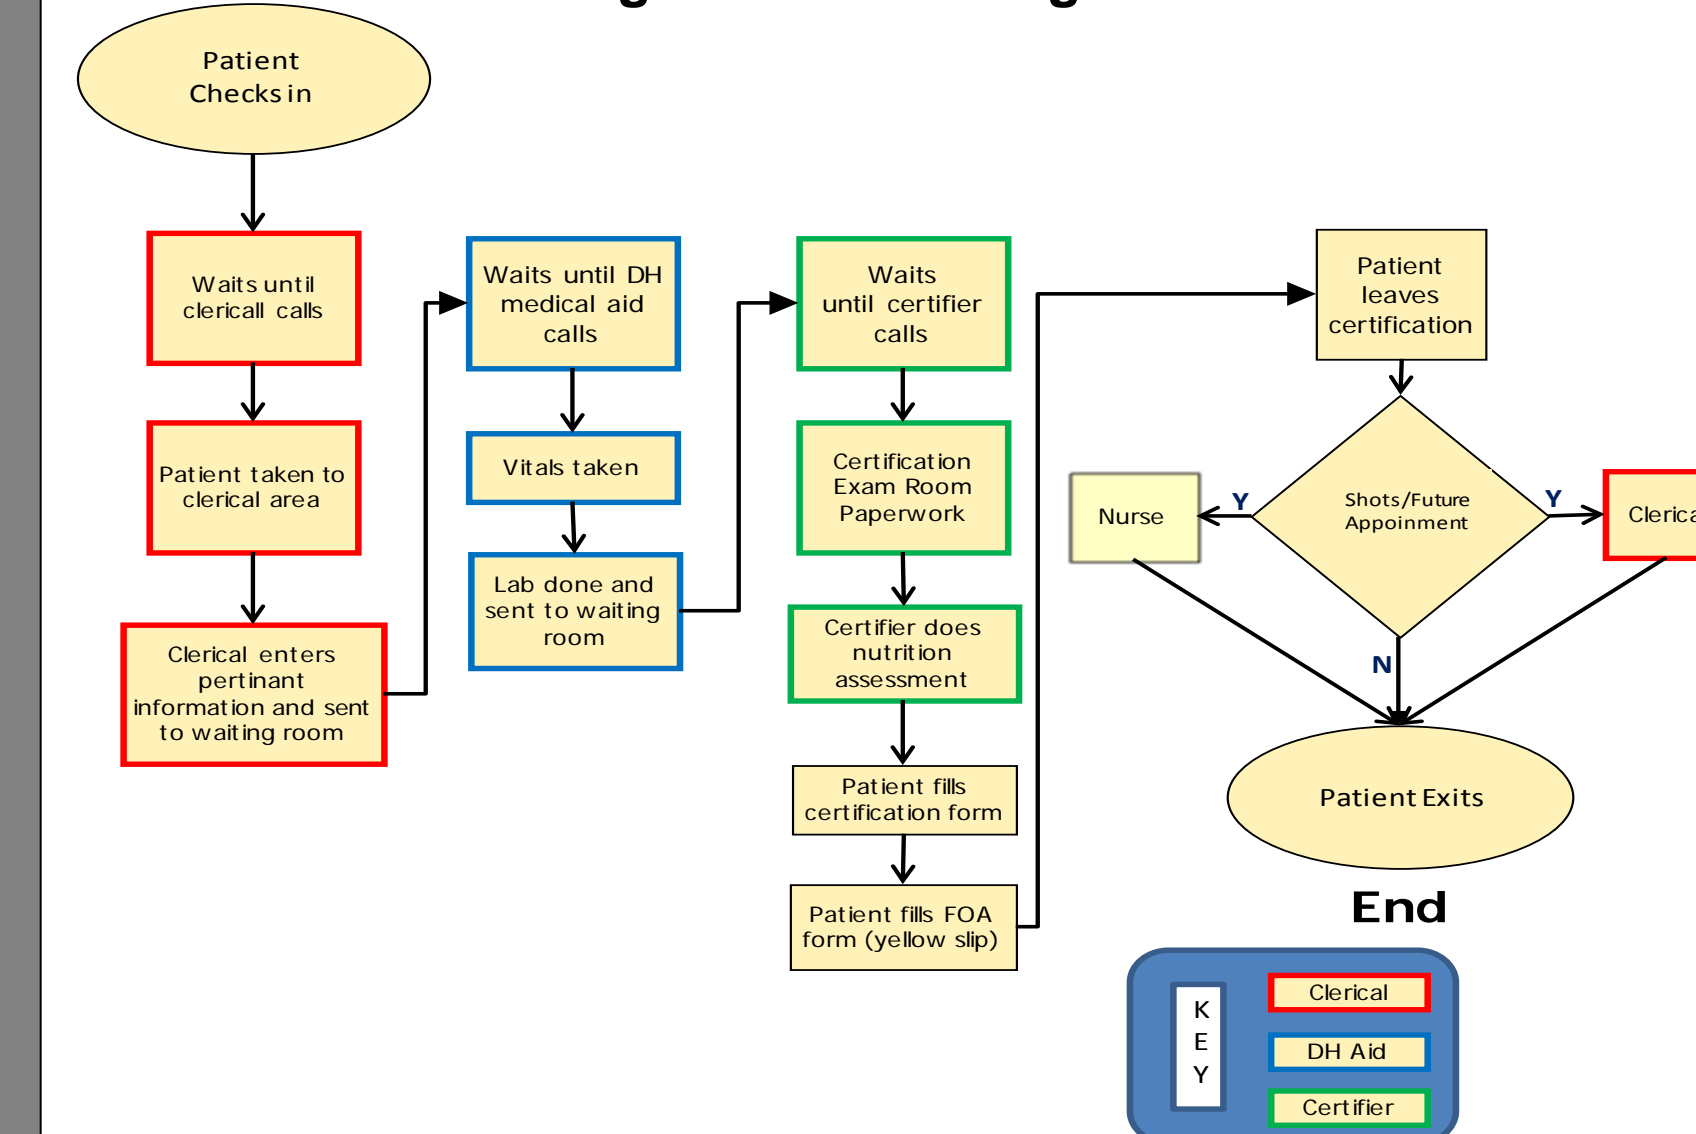 Patient
Checks in
Waits until
clericall calls
Patient taken to
clerical area
Clerical enters
pertinant
information and sent
to waiting room
Waits until DH
medical aid
calls
Vitals taken
Lab done and
sent to waiting
room
Waits
until certifier
calls
Certification
Exam Room
Paperwork
Certifier does
nutrition
assessment
Patient fills
certification form
Patient fills FOA
form (yellow slip)
Patient
leaves
certification
Shots/Future
Appoinment
Y
Y
N
Nurse
Clerica
Patient Exits
End
K
E
Y
Clerical
DH Aid
Certifier